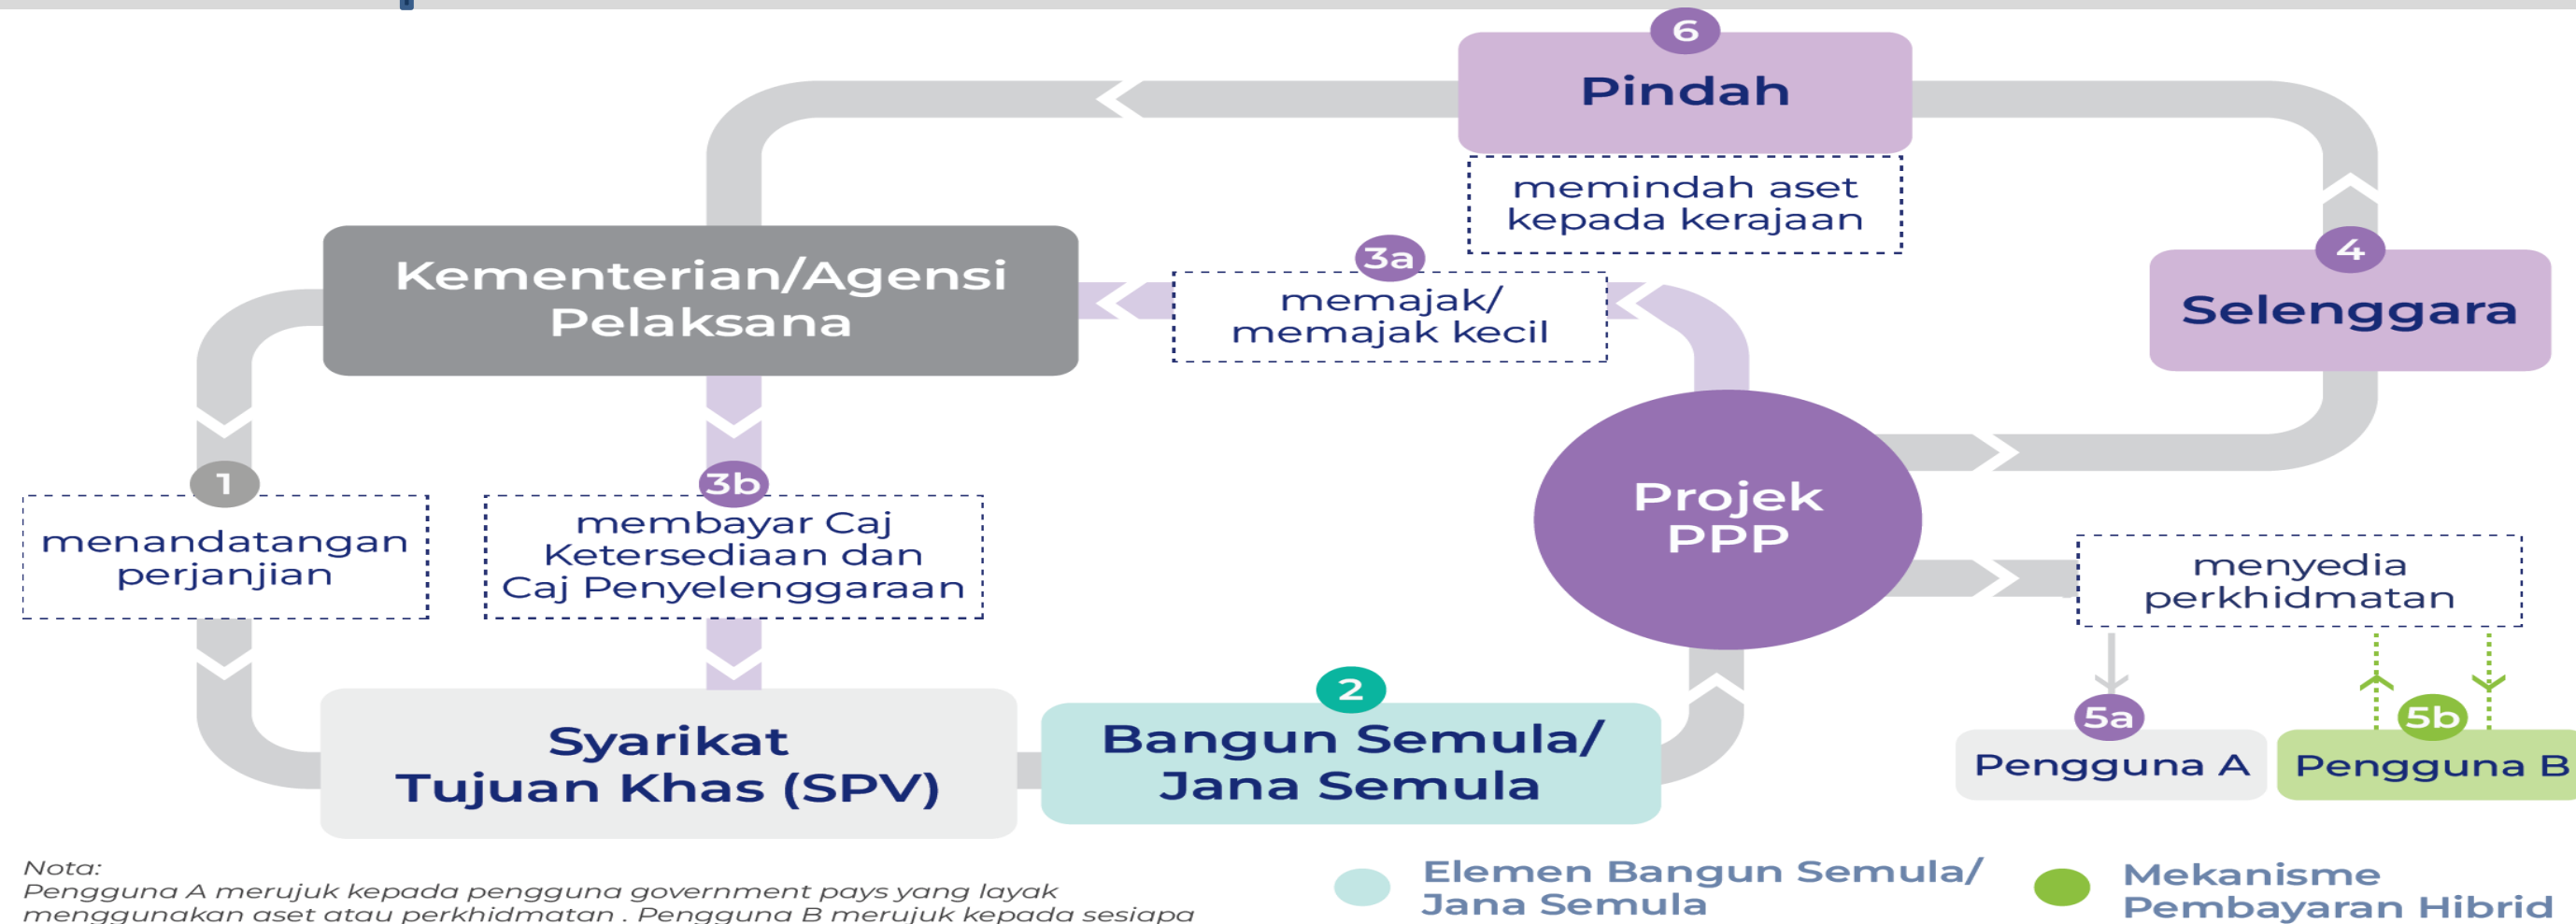 6
Pindah
memindah aset
kepada kerajaan
Kementerian/Agensi
Pelaksana
3a
memajak/
memajak kecil
4
Selenggara
1
menandatangan
perjanjian
3b
membayar Caj
Ketersediaan dan
Caj Penyelenggaraan
Projek
PPP
menyedia
perkhidmatan
2
Bangun Semula/
Jana Semula
Syarikat
Tujuan Khas (SPV)
5a
Pengguna A
5b
Pengguna B
Nota:
Pengguna A merujuk kepada pengguna government pays yang layak
menggunakan aset atau perkhidmatan . Pengguna B merujuk kepada sesiapa
Elemen Bangun Semula/
Jana Semula
Mekanisme
Pembayaran Hibrid